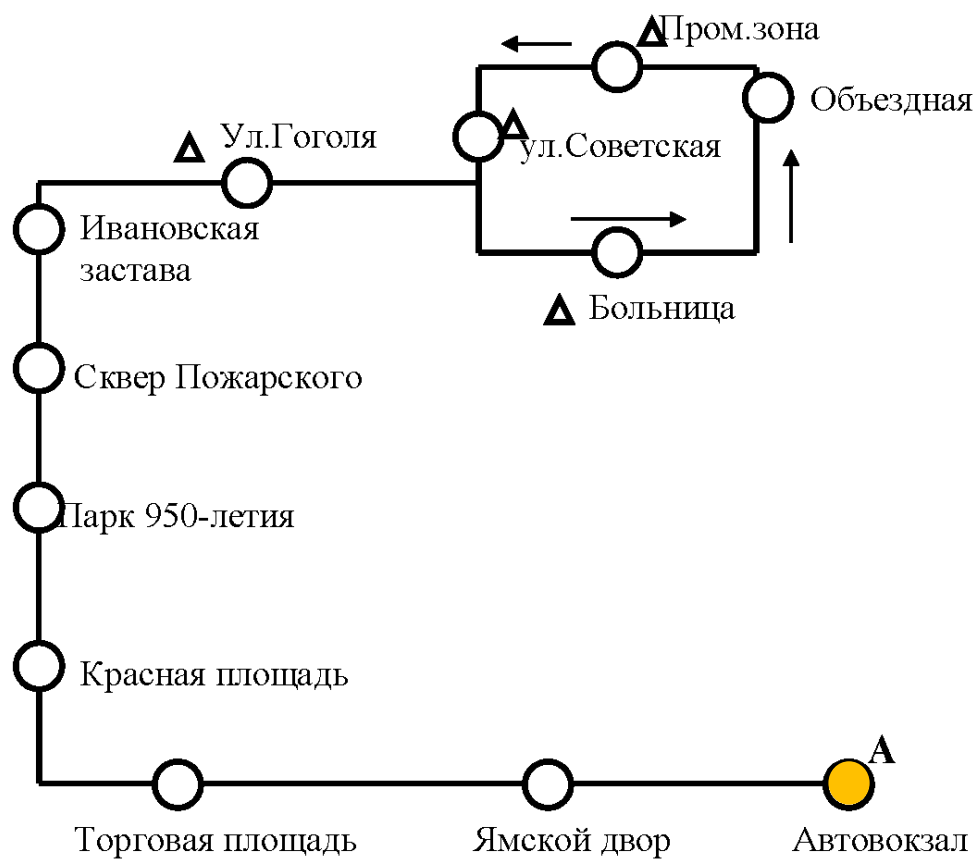 Пром.зона
Объездная
Ул.Гоголя
ул.Советская
Ивановская
застава
Больница
Сквер Пожарского
Парк 950-летия
Красная площадь
А
Торговая площадь
Ямской двор
Автовокзал